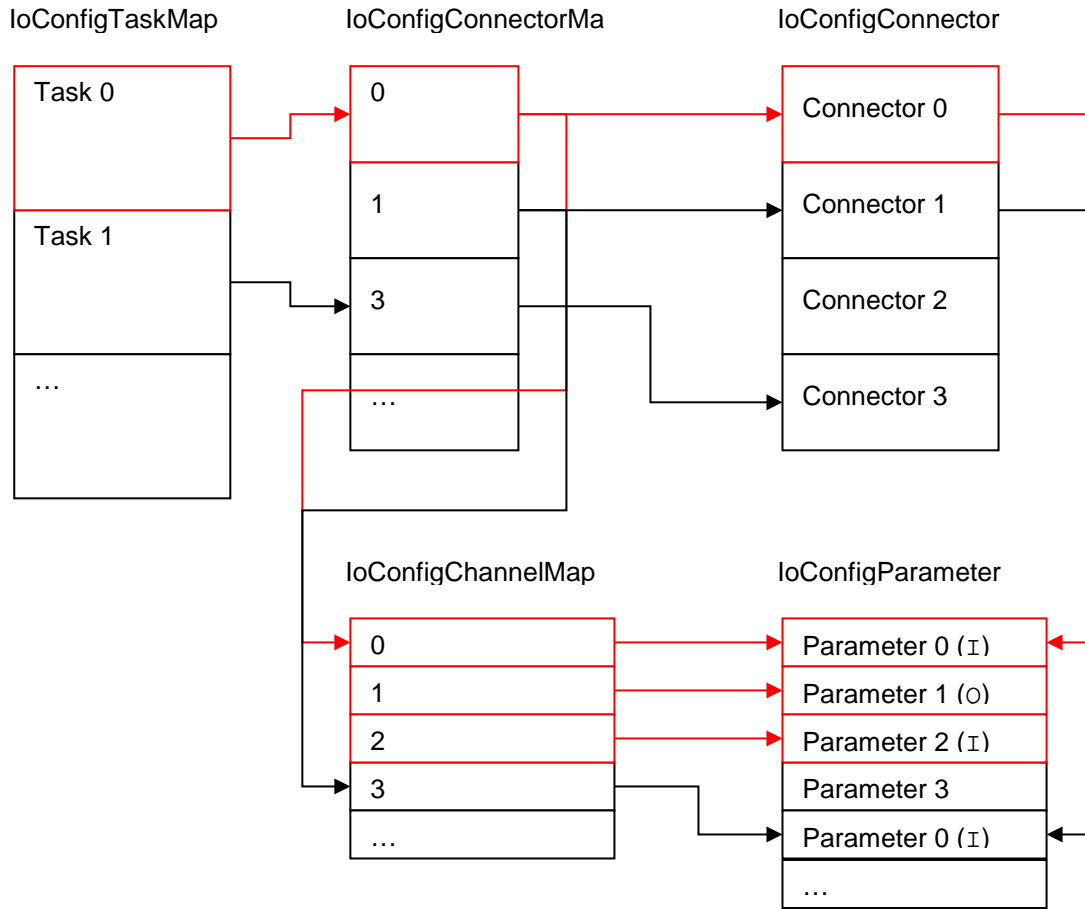 IoConfigTaskMap
IoConfigConnectorMa
IoConfigConnector
Task 0
Task 1
…
0
1
3
…
Connector 0
Connector 1
Connector 2
Connector 3
IoConfigChannelMap
IoConfigParameter
0
1
2
3
…
Parameter 0 (I)
Parameter 1 (O)
Parameter 2 (I)
Parameter 3
Parameter 0 (I)
…